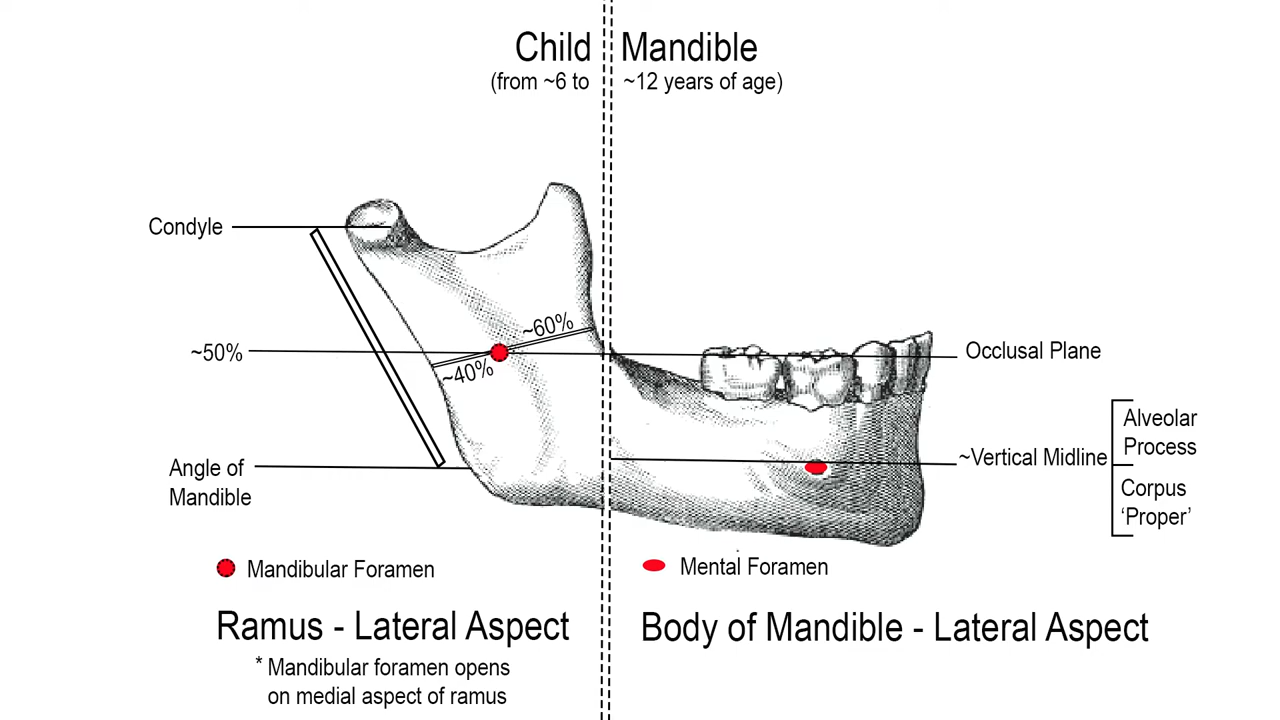 Child Mandible
(from ~6 to ~12 years of age)
Condyle
~60%
~50%
~40%
Occlusal Plane
Alveolar
Process
~Vertical Midline
Angle of
Mandible
Corpus
‘Proper’
Mandibular Foramen
Mental Foramen
Ramus - Lateral Aspect
Body of Mandible - Lateral Aspect
* Mandibular foramen opens
on medial aspect of ramus